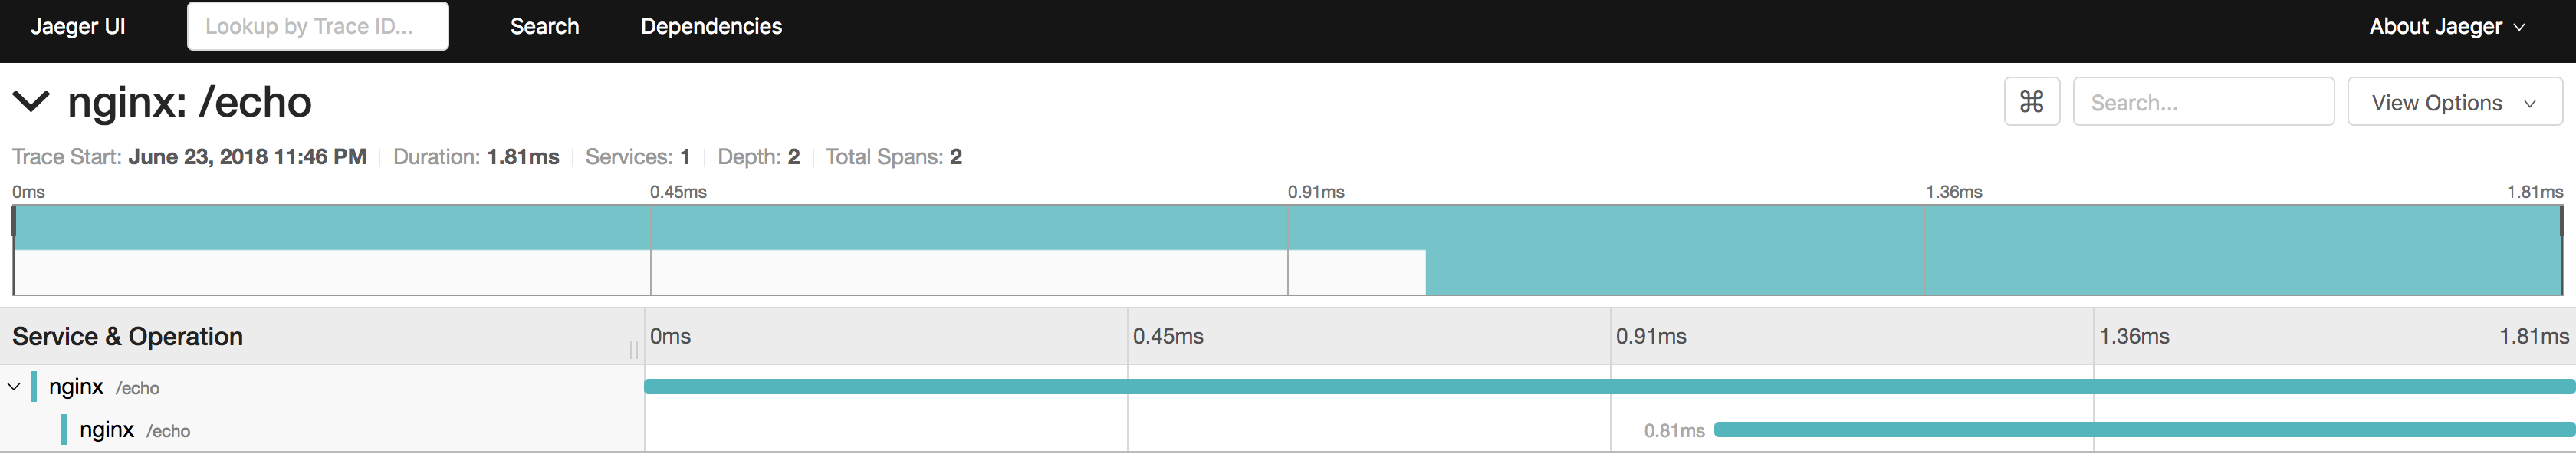 Jaeger UI Lookup by Trace ID... Search Dependencies About Jaeger
nginx: /echo ⌘ Search... View Options
Trace Start: June 23, 2018 11:46 PM Duration: 1.81ms Services: 1 Depth: 2 Total Spans: 2
0ms 0.45ms 0.91ms 1.36ms 1.81ms
Service & Operation 0ms 0.45ms 0.91ms 1.36ms 1.81ms
nginx /echo
nginx /echo 0.81ms